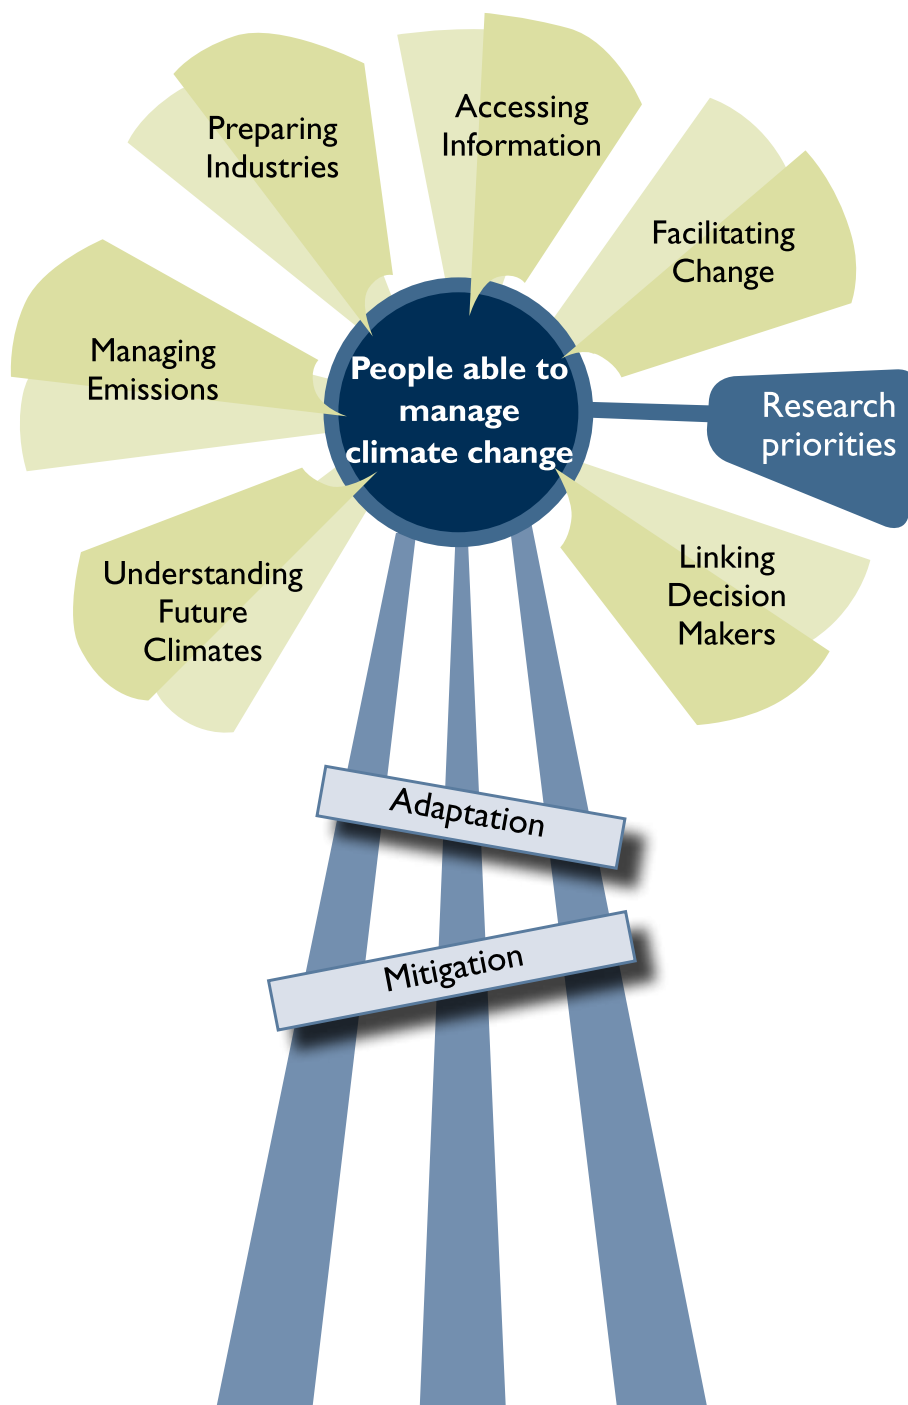 Accessing
Information
Preparing
Industries
Facilitating
Change
Managing
Emissions
People able to
manage
climate change
Research
priorities
Understanding
Future
Climates
Linking
Decision
Makers
Adaptation
Mitigation